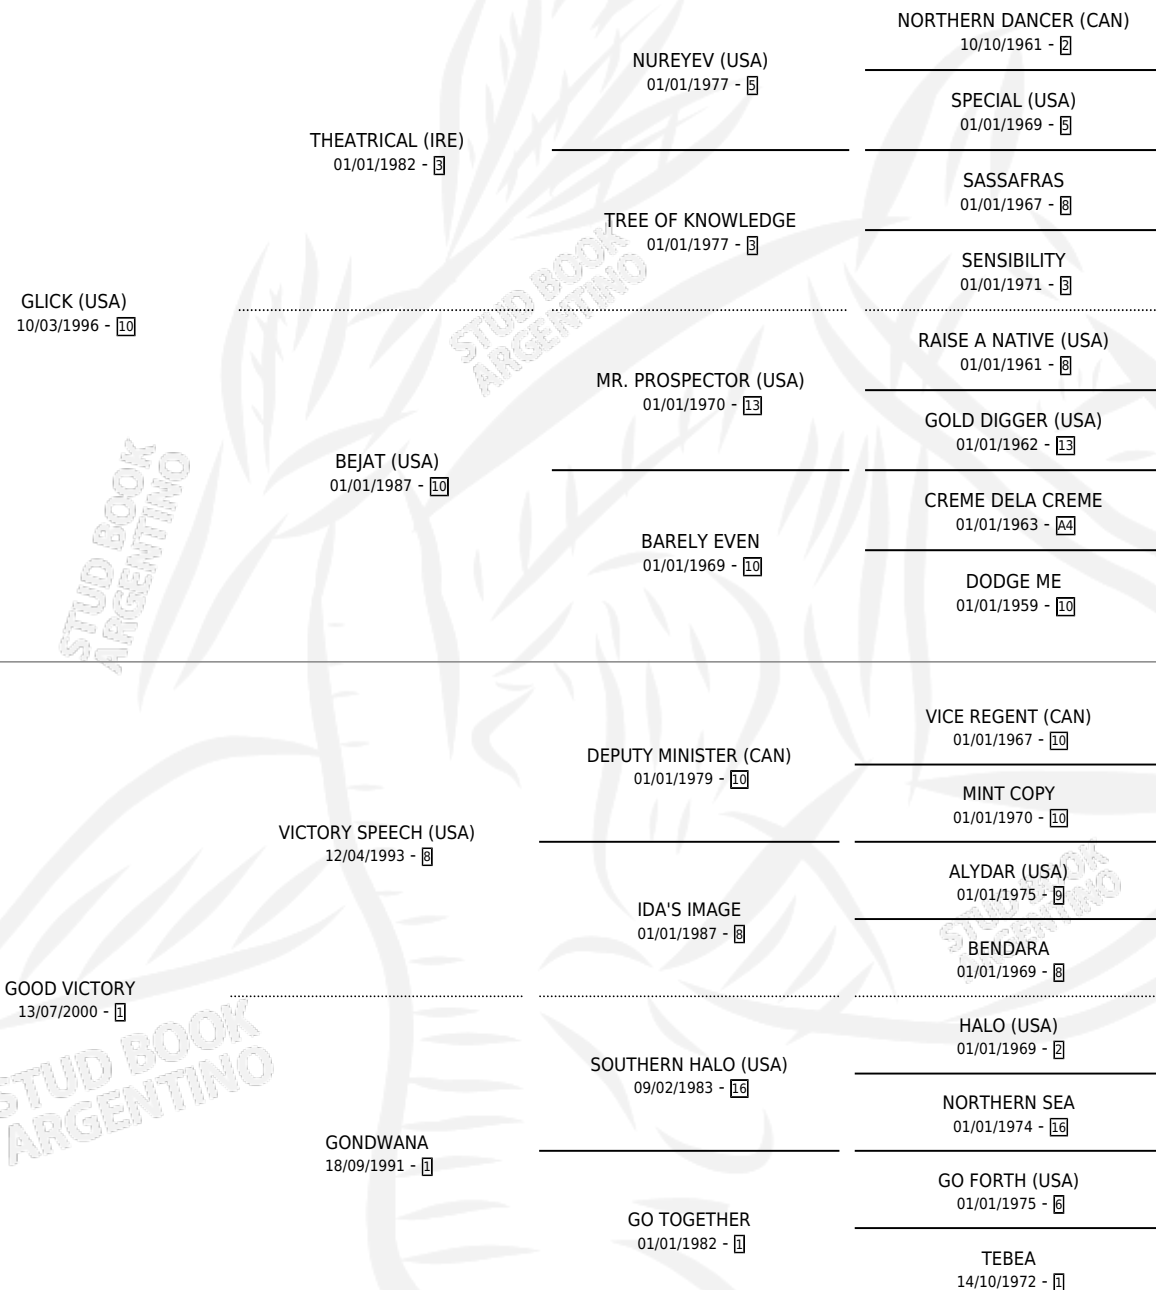 NORTHERN DANCER (CAN)
10/10/1961 - 2
NUREYEV (USA)
01/01/1977 - 5
SPECIAL (USA)
01/01/1969 - 5
THEATRICAL (IRE)
01/01/1982 - 3
SASSAFRAS
01/01/1967 - 8
TREE OF KNOWLEDGE
01/01/1977 - 3
SENSIBILITY
01/01/1971 - 3
GLICK (USA)
10/03/1996 - 10
RAISE A NATIVE (USA)
01/01/1961 - 8
MR. PROSPECTOR (USA)
01/01/1970 - 13
GOLD DIGGER (USA)
01/01/1962 - 13
BEJAT (USA)
01/01/1987 - 10
CREME DELA CREME
01/01/1963 - A4
BARELY EVEN
01/01/1969 - 10
DODGE ME
01/01/1959 - 10
VICE REGENT (CAN)
01/01/1967 - 10
DEPUTY MINISTER (CAN)
01/01/1979 - 10
MINT COPY
01/01/1970 - 10
VICTORY SPEECH (USA)
12/04/1993 - 8
ALYDAR (USA)
01/01/1975 - 9
IDA'S IMAGE
01/01/1987 - 8
BENDARA
01/01/1969 - 8
GOOD VICTORY
13/07/2000 - 1
HALO (USA)
01/01/1969 - 2
SOUTHERN HALO (USA)
09/02/1983 - 16
NORTHERN SEA
01/01/1974 - 16
GONDWANA
18/09/1991 - 1
GO FORTH (USA)
01/01/1975 - 6
GO TOGETHER
01/01/1982 - 1
TEBEA
14/10/1972 - 1
STUD BOOK
ARGENTINO
STUD BOOK
ARGENTINO
STUD BOOK
ARGENTINO
STUD BOOK
ARGENTINO